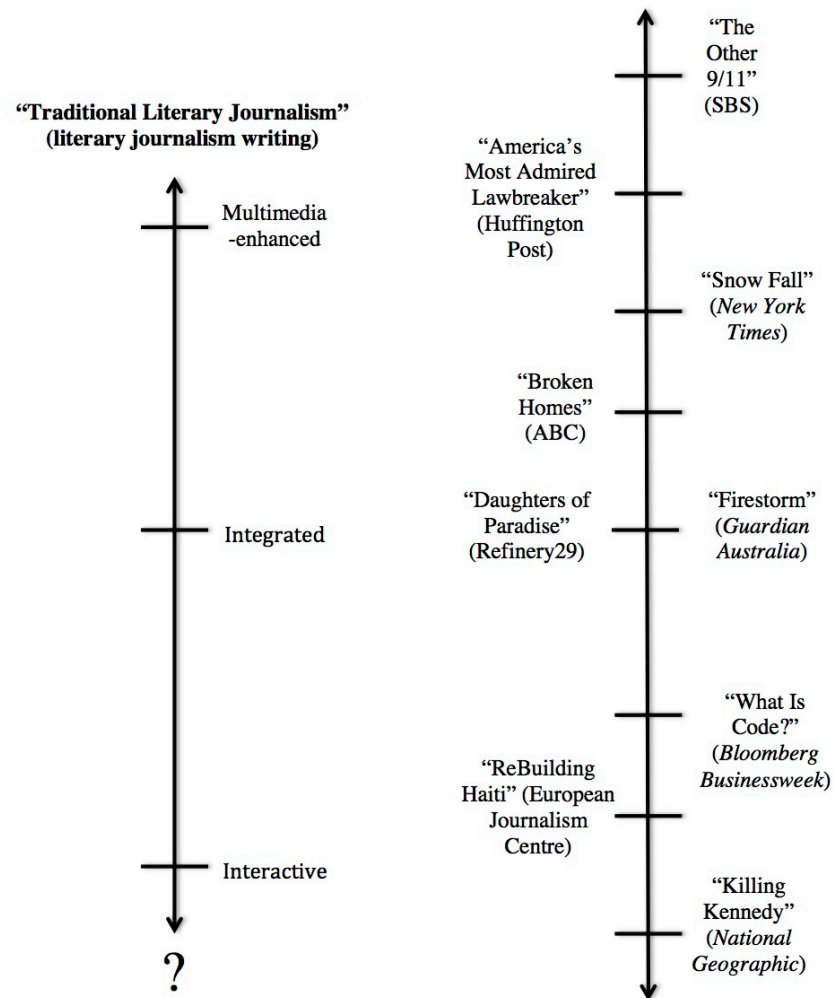 “Traditional Literary Journalism”
(literary journalism writing)
Multimedia
-enhanced
Integrated
Interactive
?
“The
Other
9/11”
(SBS)
“America’s
Most Admired
Lawbreaker”
(Huffington
Post)
“Snow Fall”
(New York
Times)
“Broken
Homes”
(ABC)
“Daughters of
Paradise”
(Refinery29)
“Firestorm”
(Guardian
Australia)
“What Is
Code?”
(Bloomberg
Businessweek)
“ReBuilding
Haiti” (European
Journalism
Centre)
“Killing
Kennedy”
(National
Geographic)